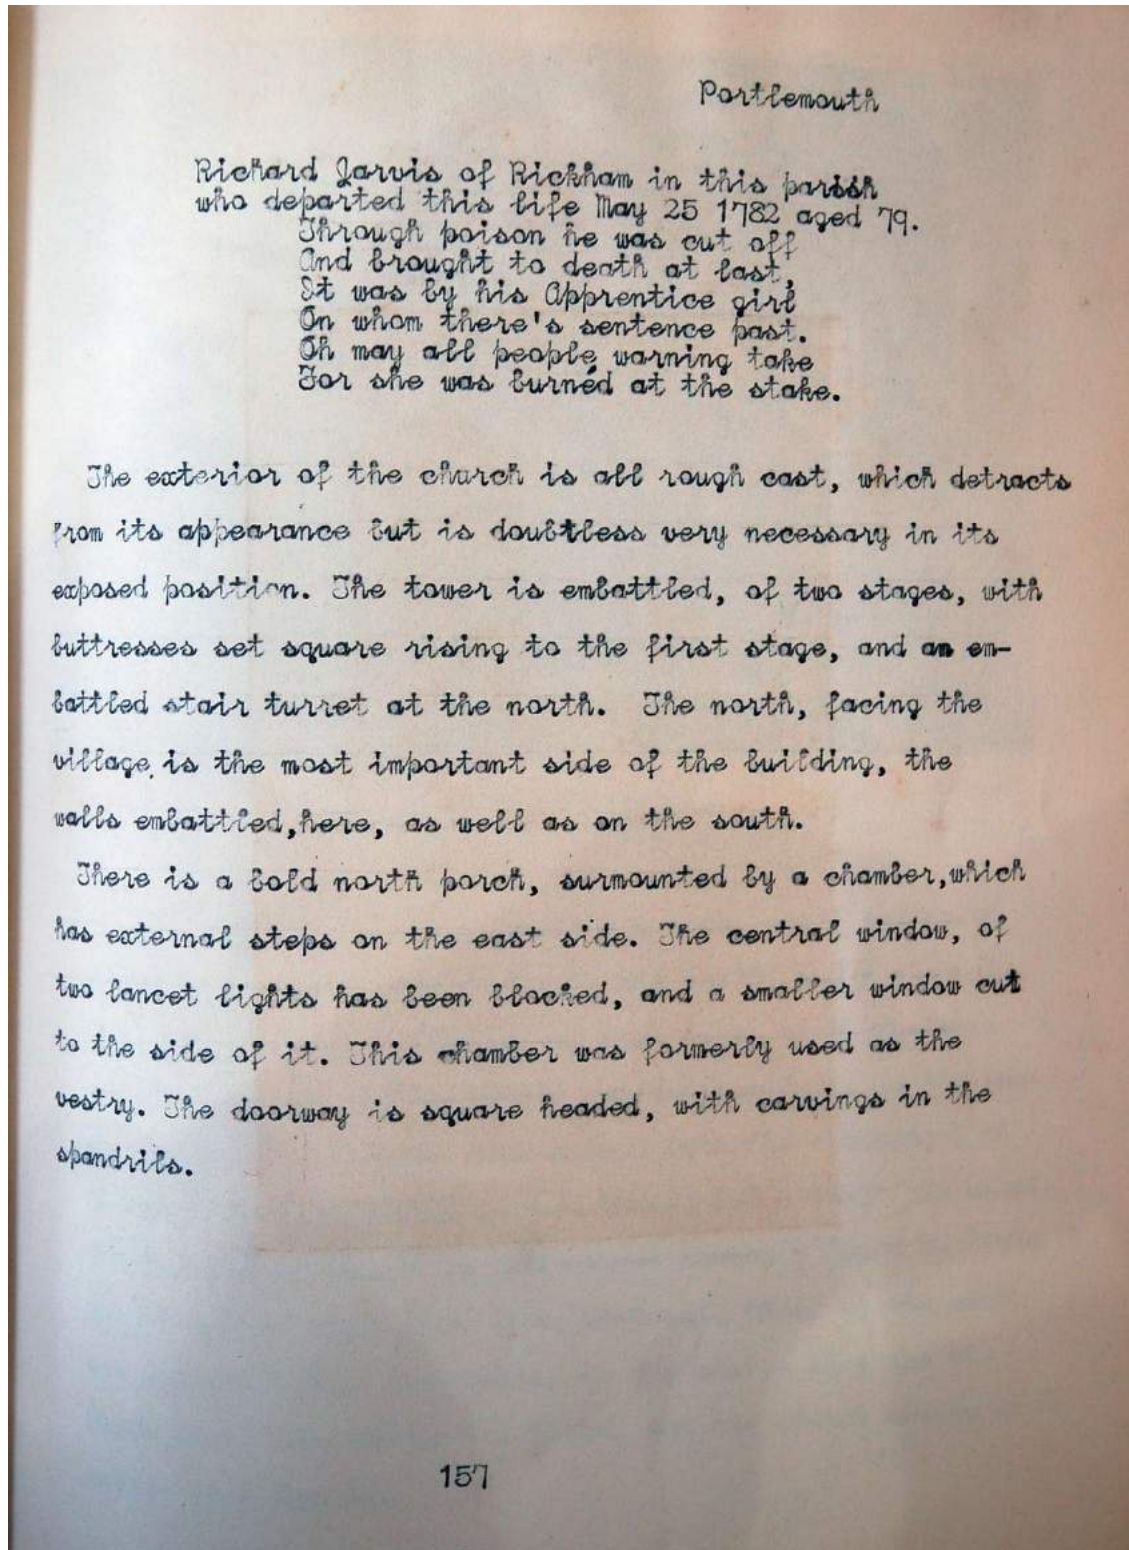 Portlemouth
Richard Jarvis of Rickham in this parish
who departed this life May 25 1782 aged 79.
Through poison he was cut off
And brought to death at last,
It was by his Apprentice girl
On whom there's sentence past.
Oh may all people warning take
For she was burnéd at the stake.
The exterior of the church is all rough cast, which detracts
from its appearance but is doubtless very necessary in its
exposed position. The tower is embattled, of two stages, with
buttresses set square rising to the first stage, and an em-
battled stair turret at the north. The north, facing the
village, is the most important side of the building, the
walls embattled,here, as well as on the south.
There is a bold north porch, surmounted by a chamber,which
has external steps on the east side. The central window, of
two lancet lights has been blocked, and a smaller window cut
to the side of it. This chamber was formerly used as the
vestry. The doorway is square headed, with carvings in the
spandrils.
157